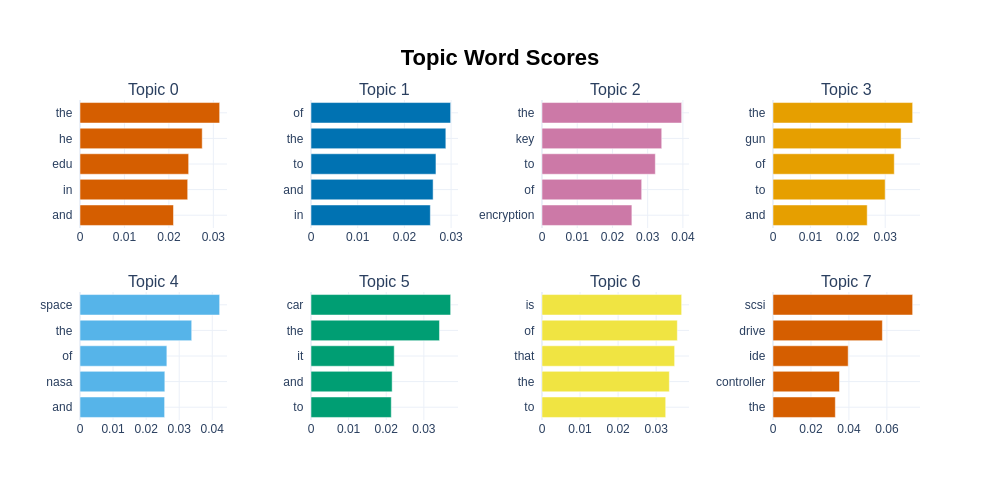 Topic Word Scores
Topic 0
the
he
edu
in
and
0 0.01 0.02 0.03
Topic 1
of
the
to
and
in
0 0.01 0.02 0.03
Topic 2
the
key
to
of
encryption
0 0.01 0.02 0.03 0.04
Topic 3
the
gun
of
to
and
0 0.01 0.02 0.03
Topic 4
space
the
of
nasa
and
0 0.01 0.02 0.03 0.04
Topic 5
car
the
it
and
to
0 0.01 0.02 0.03
Topic 6
is
of
that
the
to
0 0.01 0.02 0.03
Topic 7
scsi
drive
ide
controller
the
0 0.02 0.04 0.06